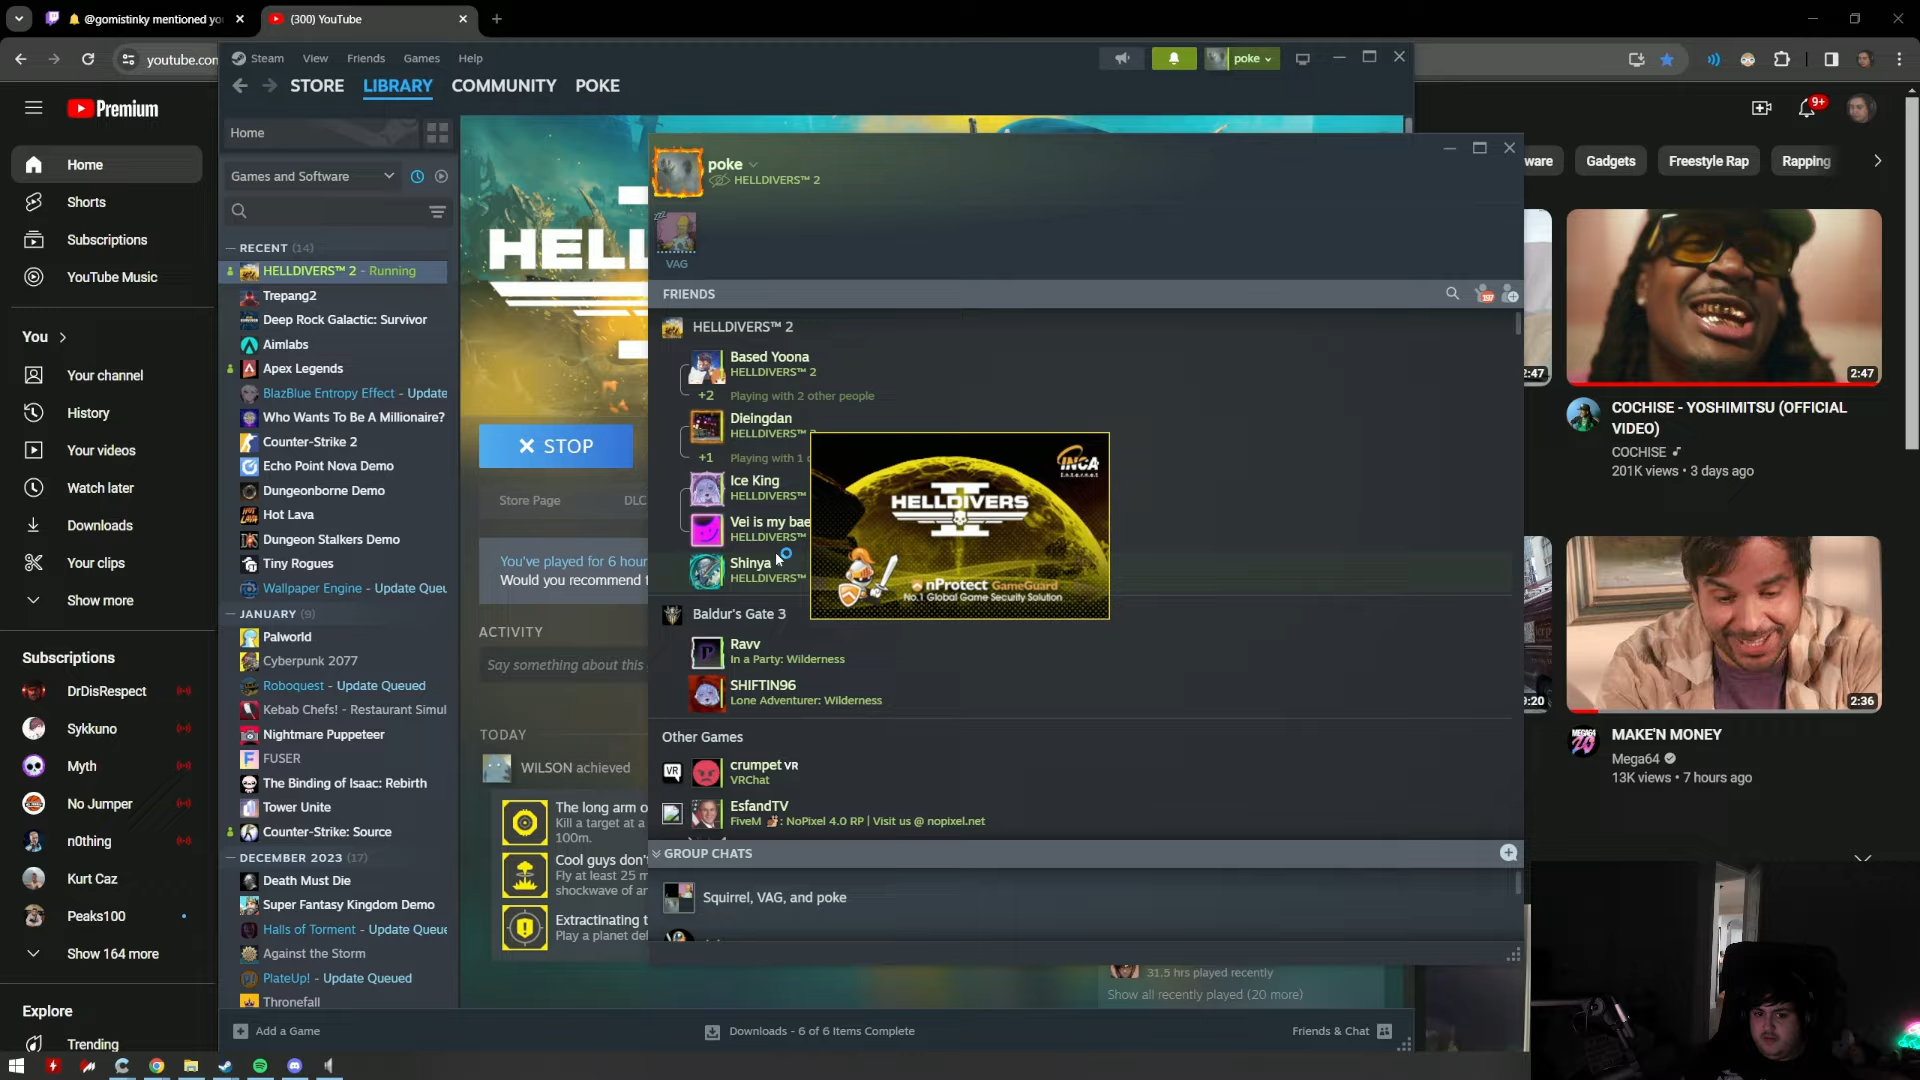 @gomistinky mentioned yo
(300) YouTube
youtube.con
Premium
Home
Shorts
Subscriptions
YouTube Music
You
Your channel
History
Your videos
Watch later
Downloads
Your clips
Show more
Subscriptions
DrDisRespect
Sykkuno
Myth
No Jumper
n0thing
Kurt Caz
Peaks100
Show 164 more
Explore
Trending
Steam View Friends Games Help
poke
STORE LIBRARY COMMUNITY POKE
Home
Games and Software
RECENT (14)
HELLDIVERS™ 2 - Running
Trepang2
Deep Rock Galactic: Survivor
Aimlabs
Apex Legends
BlazBlue Entropy Effect - Update
Who Wants To Be A Millionaire?
Counter-Strike 2
Echo Point Nova Demo
Dungeonborne Demo
Hot Lava
Dungeon Stalkers Demo
Tiny Rogues
Wallpaper Engine - Update Queu
JANUARY (9)
Palworld
Cyberpunk 2077
Roboquest - Update Queued
Kebab Chefs! - Restaurant Simul
Nightmare Puppeteer
FUSER
The Binding of Isaac: Rebirth
Tower Unite
Counter-Strike: Source
DECEMBER 2023 (17)
Death Must Die
Super Fantasy Kingdom Demo
Halls of Torment - Update Queue
Against the Storm
PlateUp! - Update Queued
Thronefall
Add a Game
HELL
STOP
Store Page DLC
You've played for 6 hour
Would you recommend t
ACTIVITY
Say something about this
TODAY
WILSON achieved
The long arm o
Kill a target at a
100m.
Cool guys don'
Fly at least 25 m
shockwave of an
Extractinating t
Play a planet def
poke
HELLDIVERS™ 2
zzz
VAG
FRIENDS
197
HELLDIVERS™ 2
Based Yoona
HELLDIVERS™ 2
+2 Playing with 2 other people
Dieingdan
HELLDIVERS™ 2
+1 Playing with 1 o
Ice King
HELLDIVERS™
Vei is my bae
HELLDIVERS™
Shinya
HELLDIVERS™
INCA
Internet
HELLDIVERS
II
nProtect GameGuard
No.1 Global Game Security Solution
Baldur's Gate 3
Ravv
In a Party: Wilderness
SHIFTIN96
Lone Adventurer: Wilderness
Other Games
VR
crumpet VR
VRChat
EsfandTV
FiveM : NoPixel 4.0 RP | Visit us @ nopixel.net
GROUP CHATS
Squirrel, VAG, and poke
31.5 hrs played recently
Show all recently played (20 more)
Downloads - 6 of 6 Items Complete
Friends & Chat
9+
ware
Gadgets
Freestyle Rap
Rapping
2:47
2:47
COCHISE - YOSHIMITSU (OFFICIAL
VIDEO)
COCHISE
201K views • 3 days ago
9:20
2:36
MEGA64
20
MAKE'N MONEY
Mega64
13K views • 7 hours ago